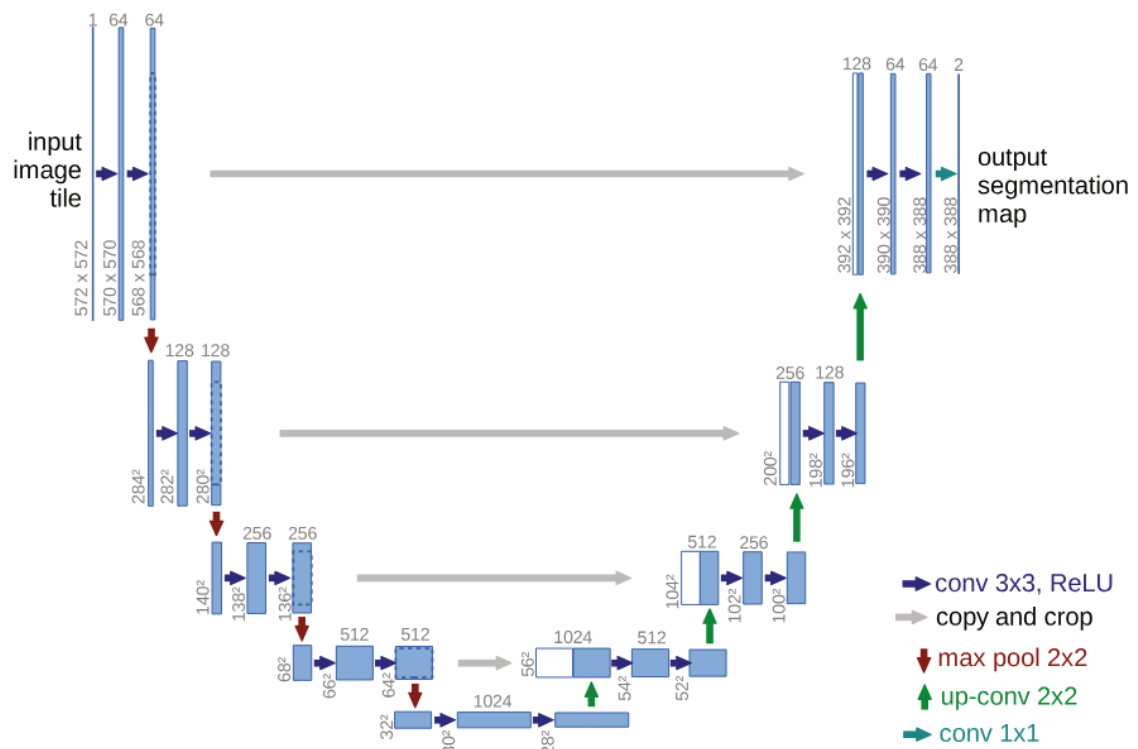 1 64 64
input
image
tile
572 x 572
570 x 570
568 x 568
128 64 64 2
output
segmentation
map
392 x 392
390 x 390
388 x 388
388 x 388
128 128
284²
282²
280²
256 128
200²
198²
196²
256 256
140²
138²
136²
512 256
104²
102²
100²
512 512
68²
66²
64²
1024 512
56²
54²
52²
1024
32²
30²
28²
conv 3x3, ReLU
copy and crop
max pool 2x2
up-conv 2x2
conv 1x1